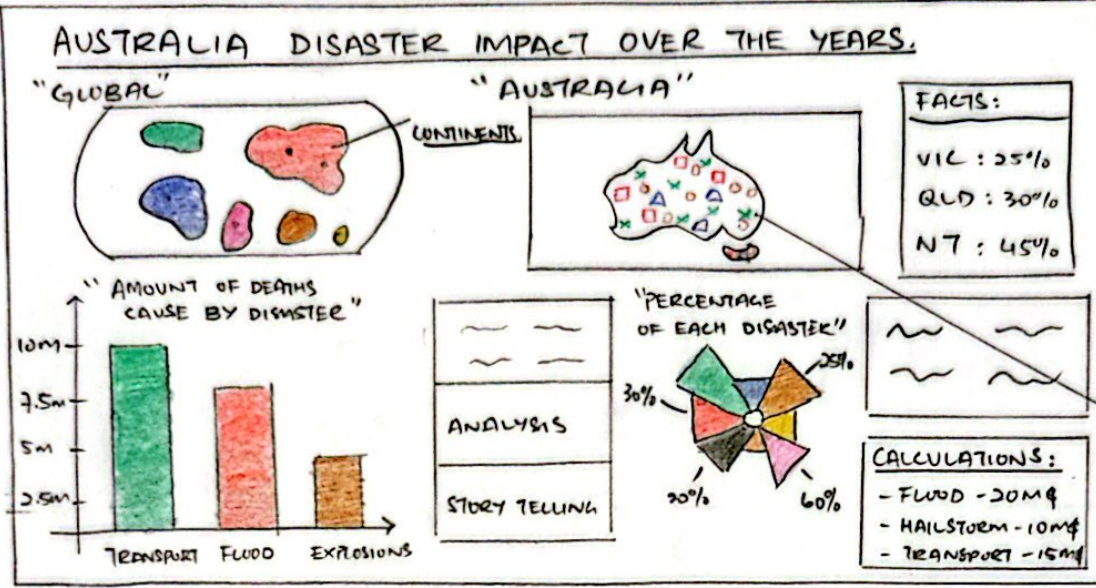 AUSTRALIA DISASTER IMPACT OVER THE YEARS.
"GLOBAL"
"AUSTRALIA"
CONTINENTS
FACTS:
VIC : 25%
QLD : 30%
NT : 45%
"AMOUNT OF DEATHS
CAUSE BY DISASTER"
10m
7.5m
5m
2.5m
TRANSPORT FLOOD EXPLOSIONS
ANALYSIS
STORY TELLING
"PERCENTAGE
OF EACH DISASTER"
25%
30%
60%
CALCULATIONS:
- FLOOD - 20M$
- HAILSTORM - 10M$
- TRANSPORT - 15M$